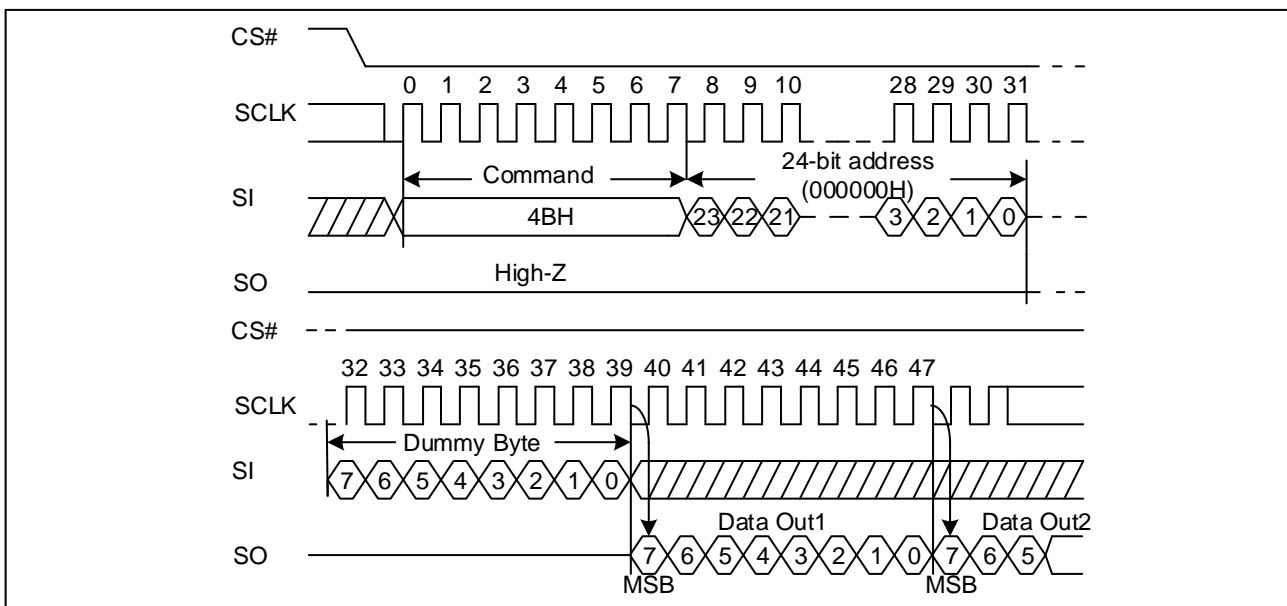 CS#
0 1 2 3 4 5 6 7 8 9 10 28 29 30 31
SCLK
Command
24-bit address
(000000H)
SI
4BH
23 22 21 3 2 1 0
High-Z
SO
CS#
32 33 34 35 36 37 38 39 40 41 42 43 44 45 46 47
SCLK
Dummy Byte
SI
7 6 5 4 3 2 1 0
Data Out1 Data Out2
SO
7 6 5 4 3 2 1 0 7 6 5
MSB MSB